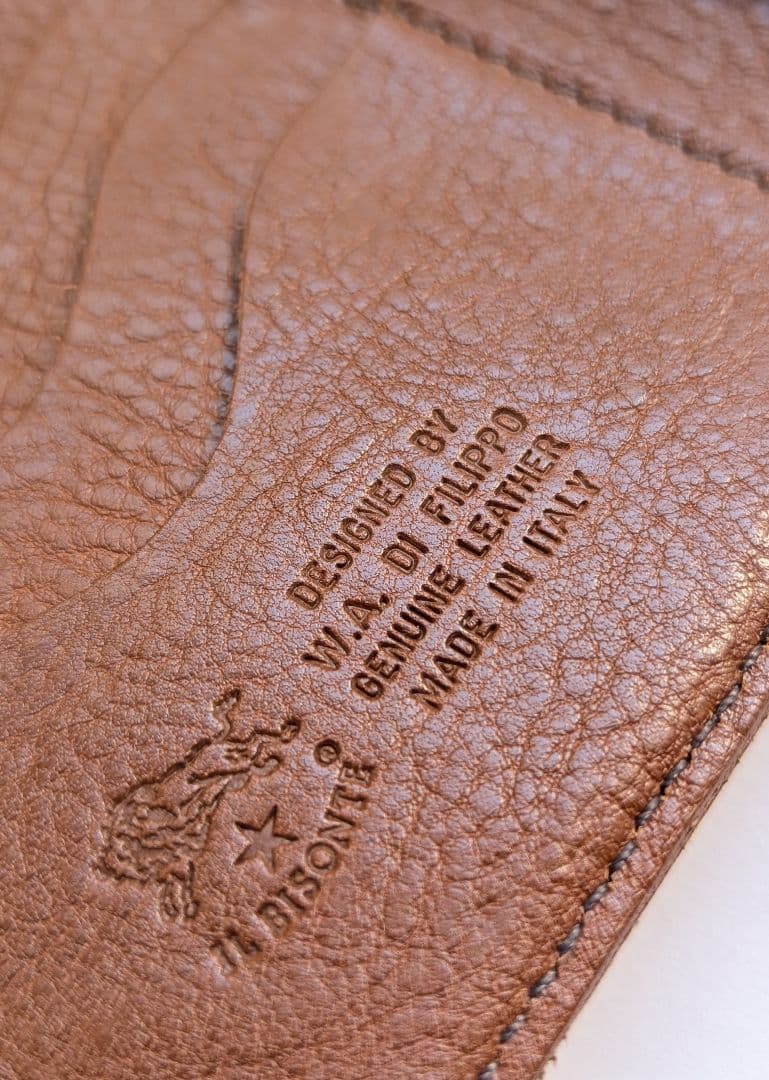 DESIGNED BY
W.A. DI FILIPPO
GENUINE LEATHER
MADE IN ITALY
®
IL BISONTE